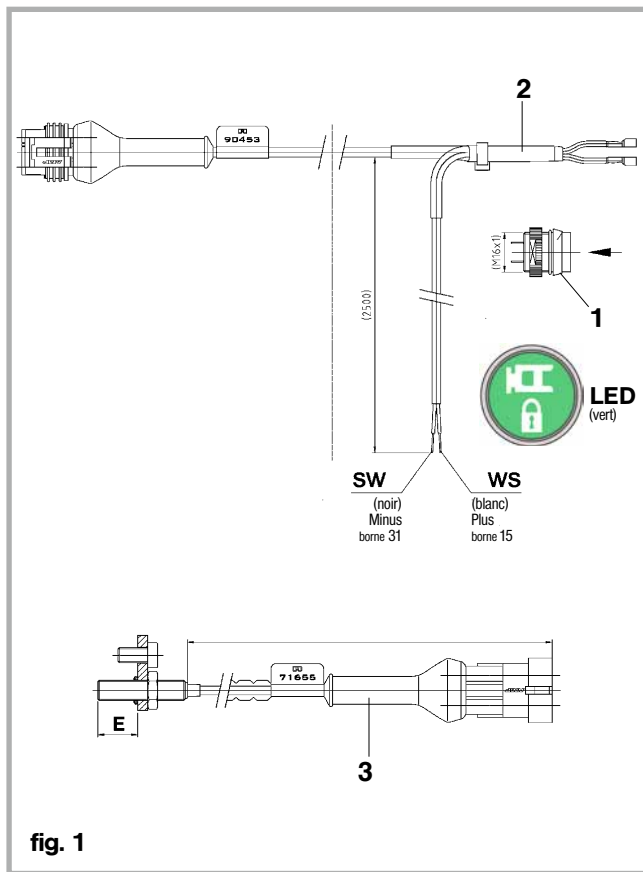 2
90453
(M16x1)
1
(2500)
LED
(vert)
SW
(noir)
Minus
borne 31
WS
(blanc)
Plus
borne 15
71655
E
3
fig. 1